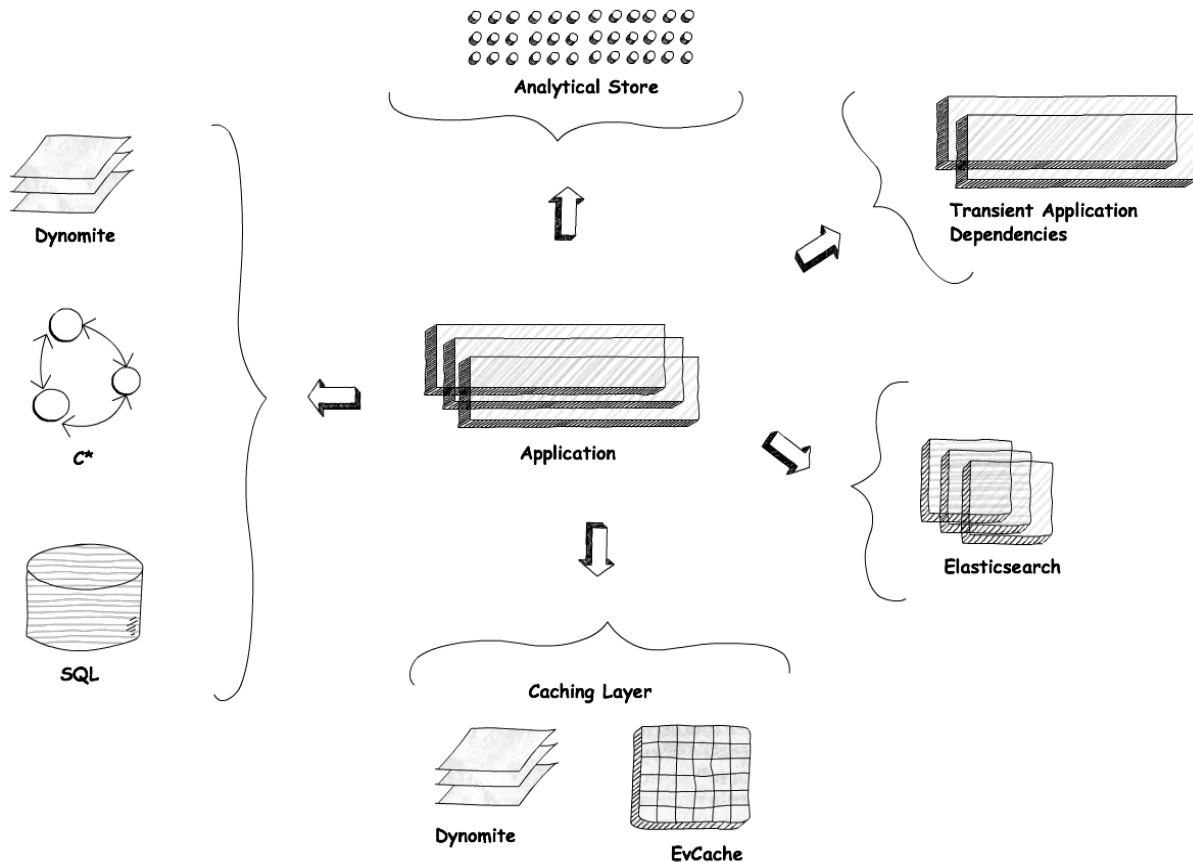 Analytical Store
Transient Application
Dependencies
Dynomite
C*
Application
Elasticsearch
SQL
Caching Layer
Dynomite
EvCache